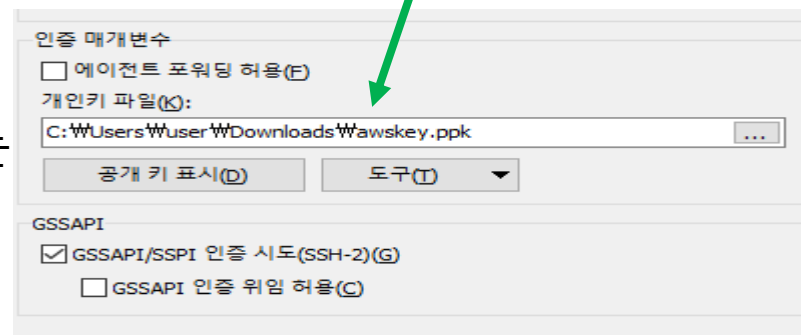 인증 매개변수
에이전트 포워딩 허용(F)
개인키 파일(K):
C:₩Users₩user₩Downloads₩awskey.ppk ...
공개 키 표시(D) 도구(T)
GSSAPI
GSSAPI/SSPI 인증 시도(SSH-2)(G)
GSSAPI 인증 위임 허용(C)